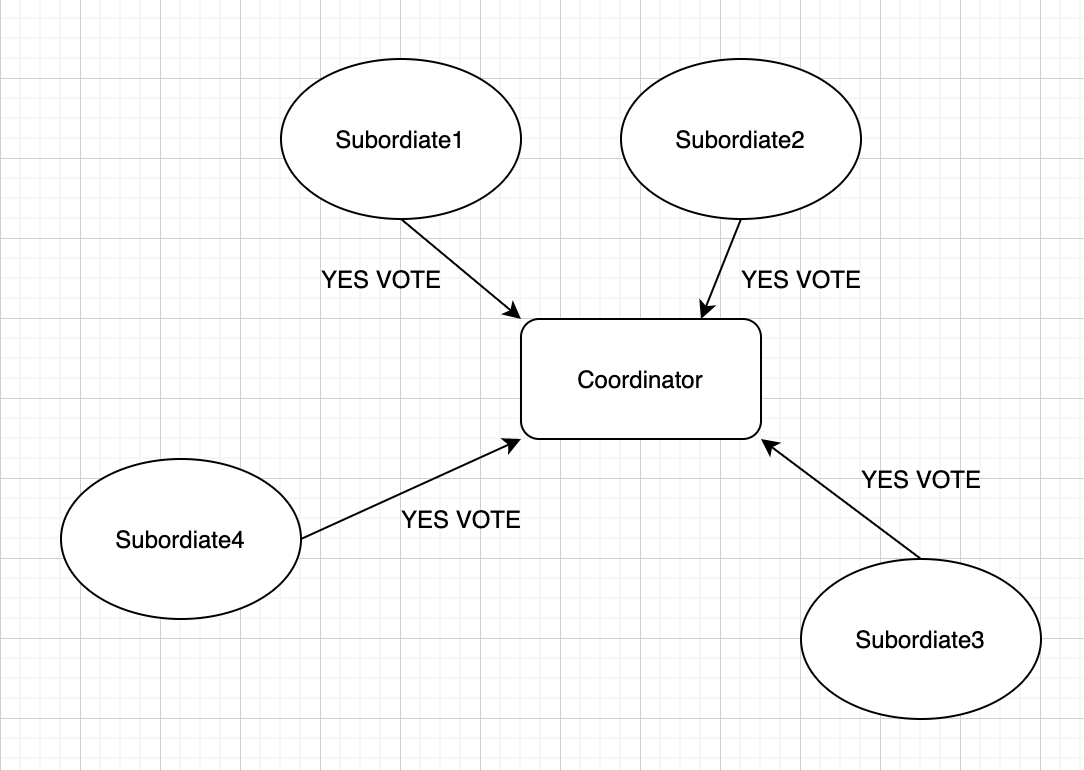 Subordiate1
Subordiate2
YES VOTE
YES VOTE
Coordinator
YES VOTE
YES VOTE
Subordiate4
Subordiate3